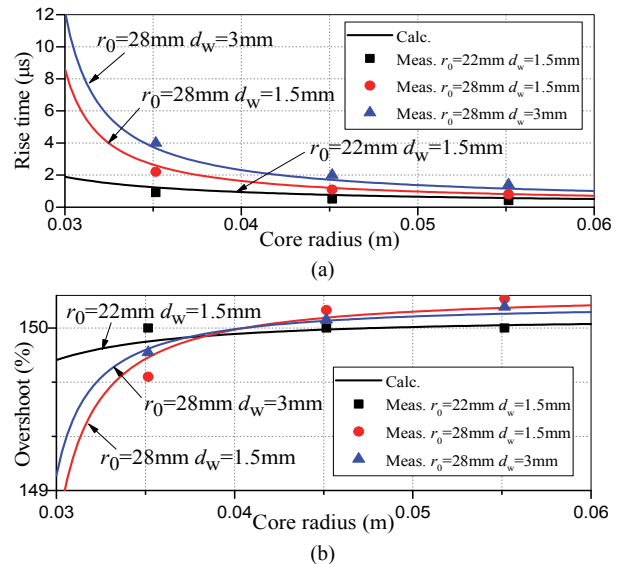 12
10
8
6
4
2
0
Rise time (μs)
r0=28mm dw=3mm
r0=28mm dw=1.5mm
r0=22mm dw=1.5mm
Calc.
Meas. r0=22mm dw=1.5mm
Meas. r0=28mm dw=1.5mm
Meas. r0=28mm dw=3mm
0.03 0.04 0.05 0.06
Core radius (m)
(a)
150
149
Overshoot (%)
r0=22mm dw=1.5mm
r0=28mm dw=3mm
r0=28mm dw=1.5mm
Calc.
Meas. r0=22mm dw=1.5mm
Meas. r0=28mm dw=1.5mm
Meas. r0=28mm dw=3mm
0.03 0.04 0.05 0.06
Core radius (m)
(b)